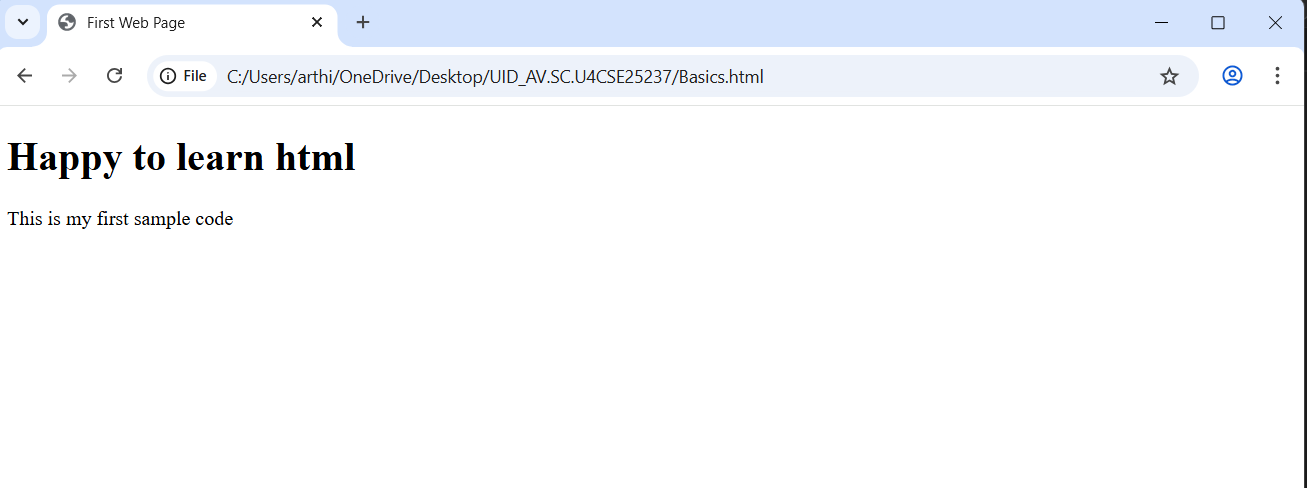 First Web Page
File
C:/Users/arthi/OneDrive/Desktop/UID_AV.SC.U4CSE25237/Basics.html
Happy to learn html
This is my first sample code